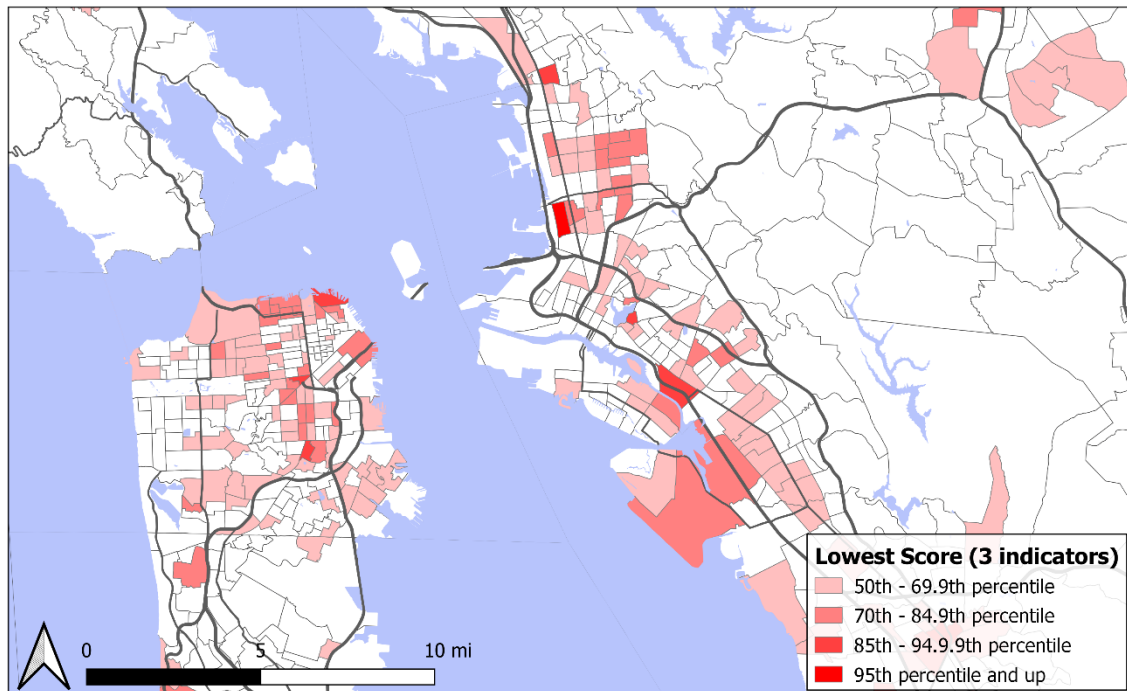 Lowest Score (3 indicators)
50th - 69.9th percentile
70th - 84.9th percentile
85th - 94.9.9th percentile
95th percentile and up
0 5 10 mi